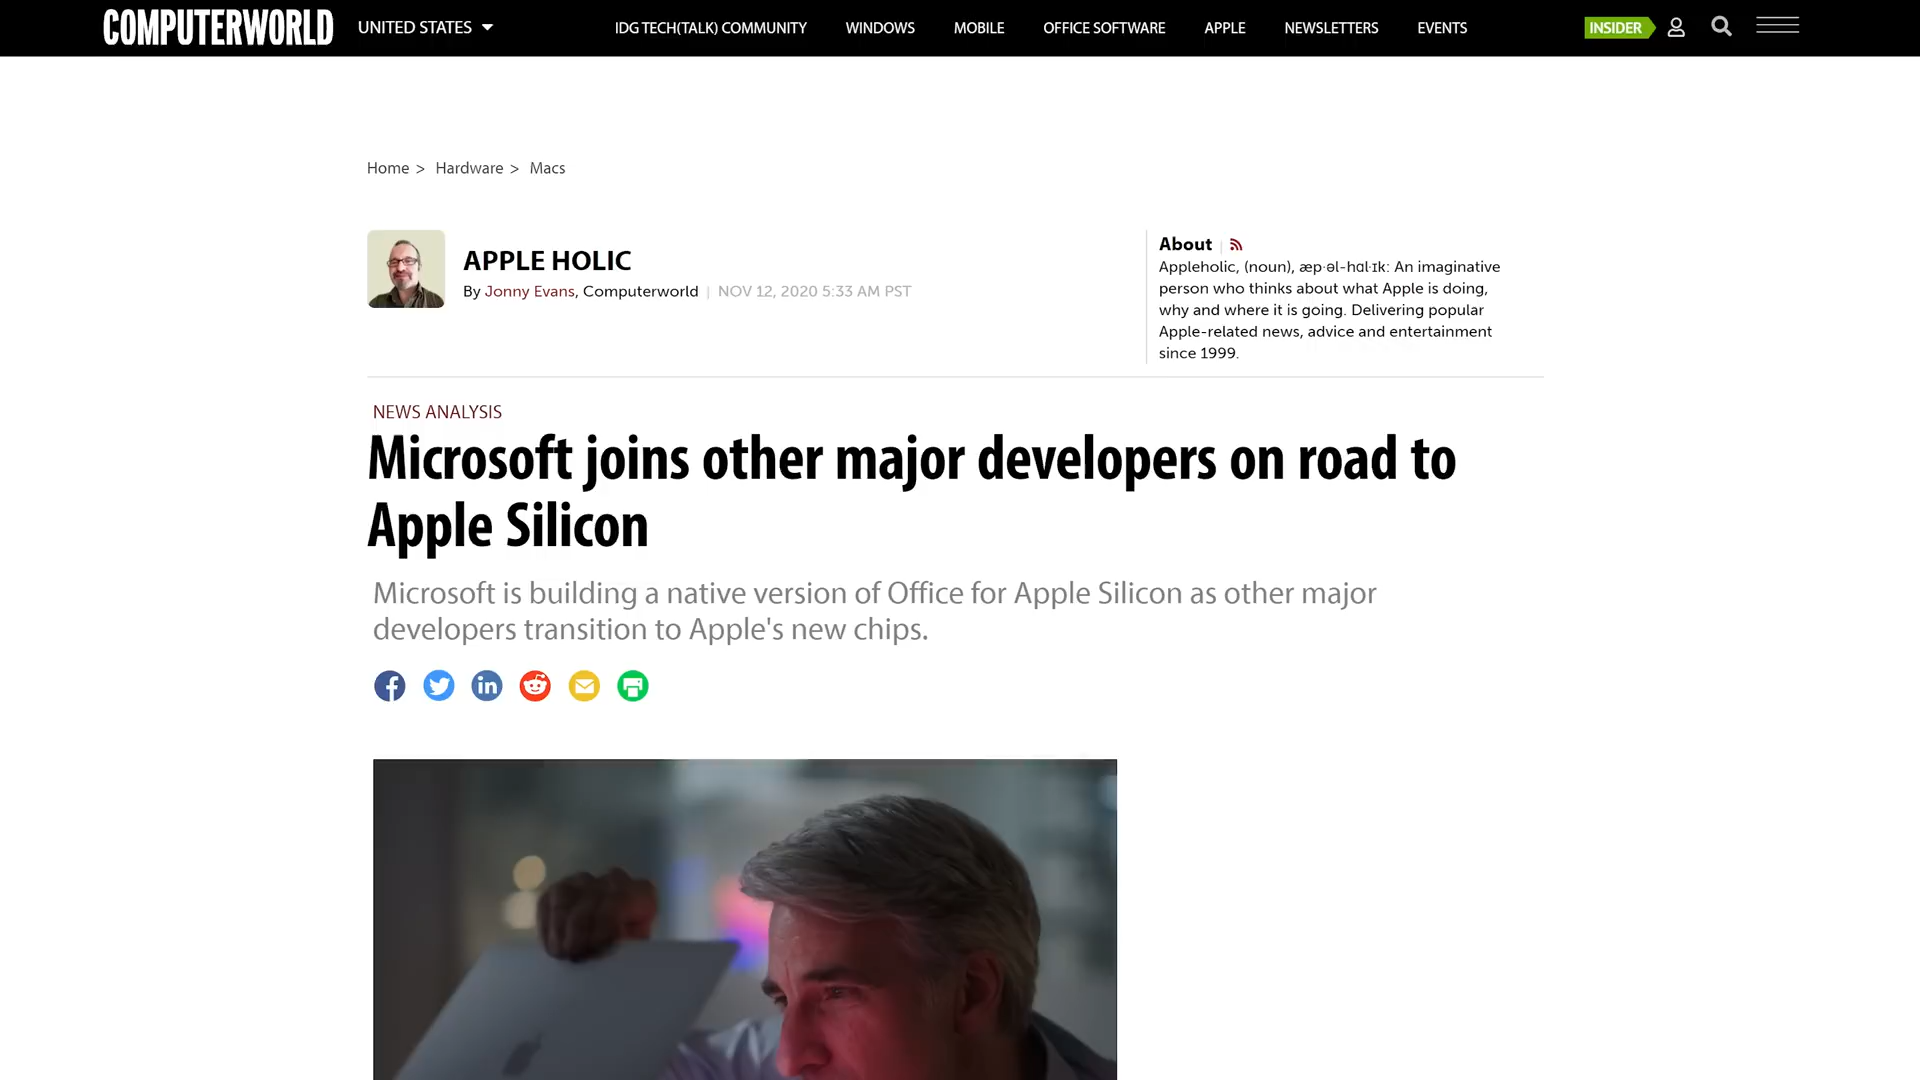 COMPUTERWORLD UNITED STATES IDG TECH(TALK) COMMUNITY WINDOWS MOBILE OFFICE SOFTWARE APPLE NEWSLETTERS EVENTS INSIDER
Home > Hardware > Macs
APPLE HOLIC
By Jonny Evans, Computerworld | NOV 12, 2020 5:33 AM PST
About |
Appleholic, (noun), æp·əl-hɑl·ɪk: An imaginative
person who thinks about what Apple is doing,
why and where it is going. Delivering popular
Apple-related news, advice and entertainment
since 1999.
NEWS ANALYSIS
Microsoft joins other major developers on road to
Apple Silicon
Microsoft is building a native version of Office for Apple Silicon as other major
developers transition to Apple's new chips.